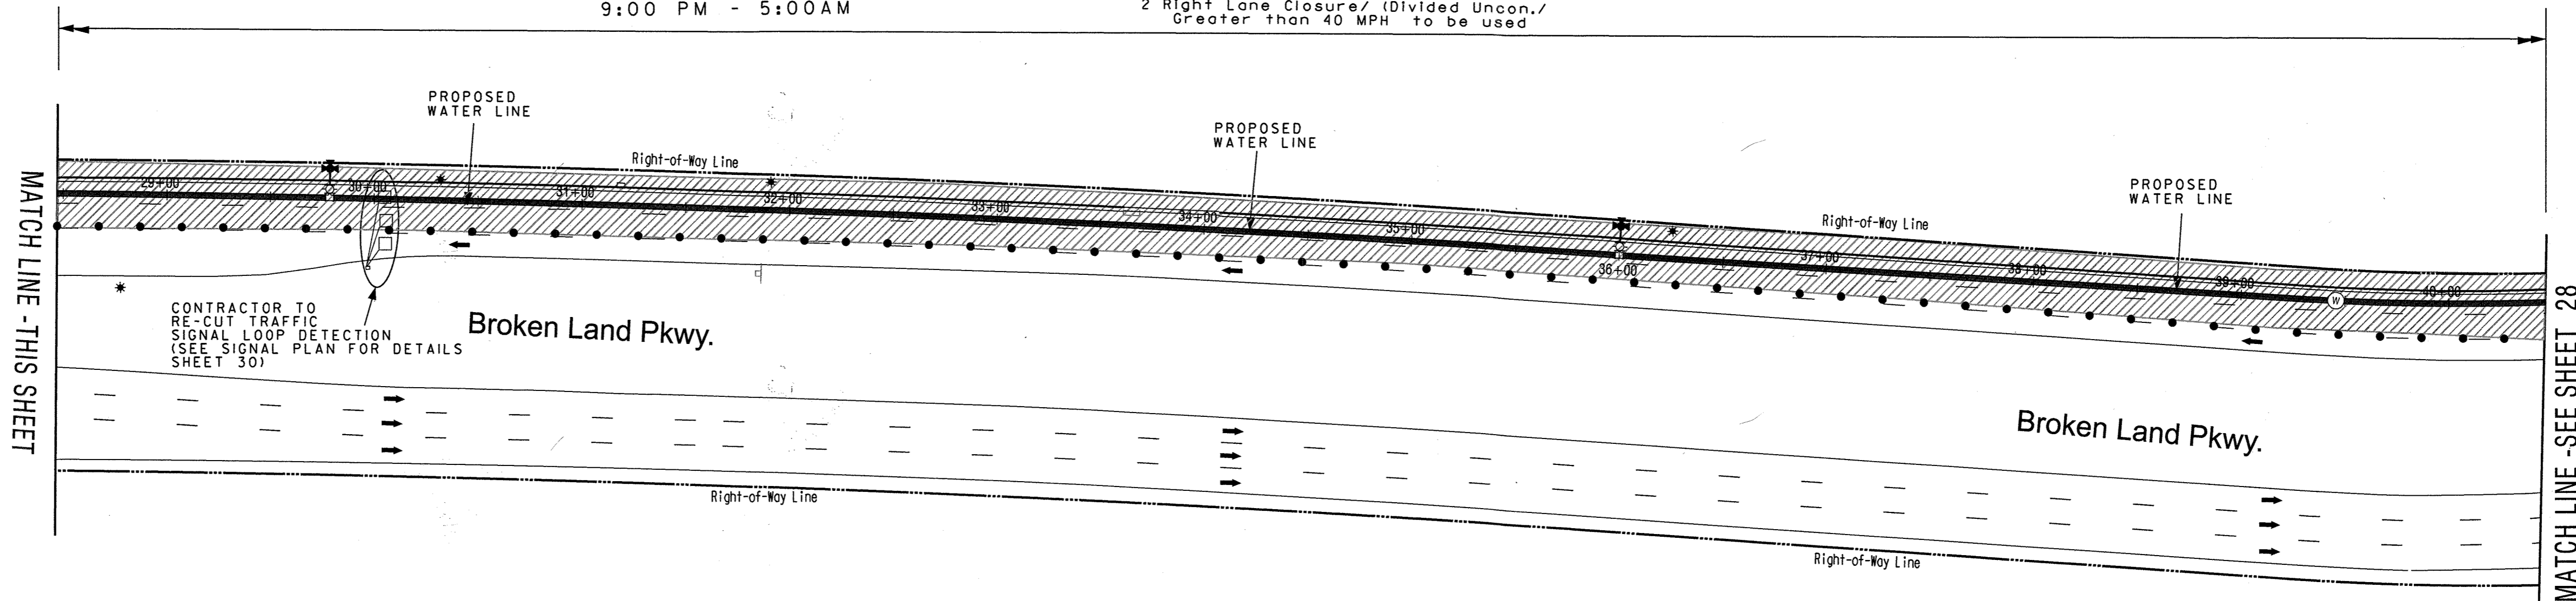 9:00 PM - 5:00AM
2 Right Lane Closure/ (Divided Uncon./
Greater than 40 MPH to be used
PROPOSED
WATER LINE
PROPOSED
WATER LINE
PROPOSED
WATER LINE
Right-of-Way Line
Right-of-Way Line
29+00
30+00
31+00
32+00
33+00
34+00
35+00
36+00
37+00
38+00
39+00
40+00
W
CONTRACTOR TO
RE-CUT TRAFFIC
SIGNAL LOOP DETECTION
(SEE SIGNAL PLAN FOR DETAILS
SHEET 30)
Broken Land Pkwy.
Broken Land Pkwy.
Right-of-Way Line
Right-of-Way Line
MATCH LINE -THIS SHEET
MATCH LINE -SEE SHEET 28